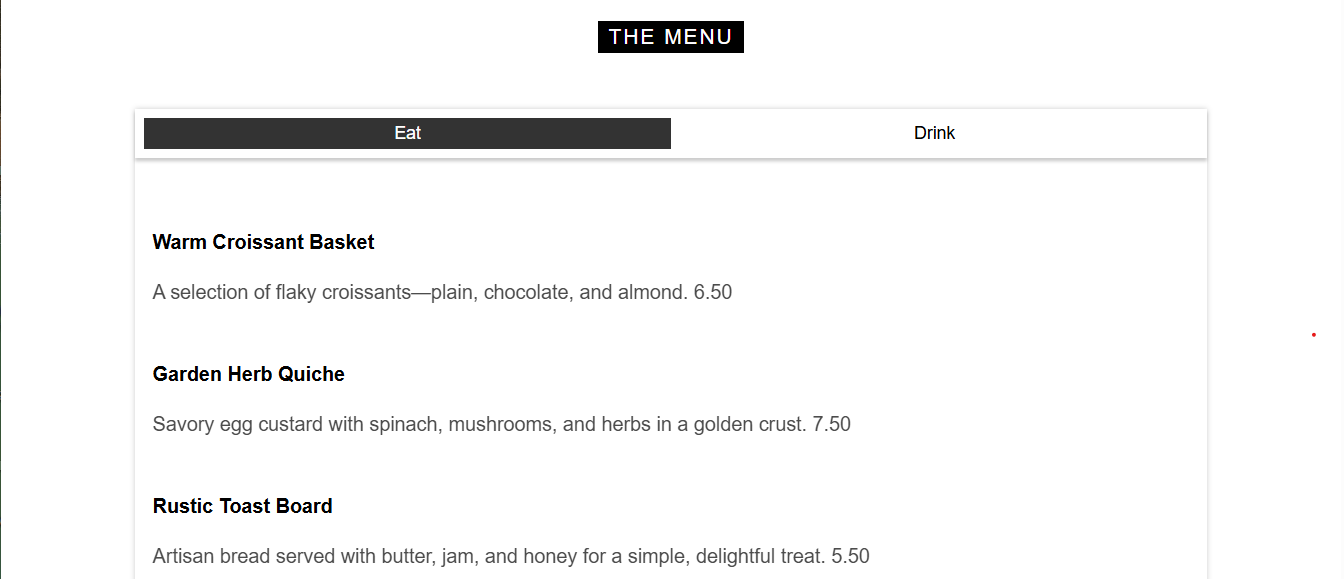 THE MENU
Eat
Drink
Warm Croissant Basket
A selection of flaky croissants—plain, chocolate, and almond. 6.50
Garden Herb Quiche
Savory egg custard with spinach, mushrooms, and herbs in a golden crust. 7.50
Rustic Toast Board
Artisan bread served with butter, jam, and honey for a simple, delightful treat. 5.50